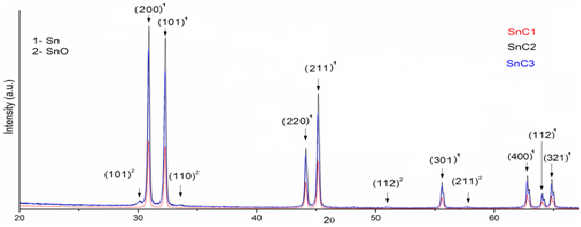 (200)¹
(101)¹
1- Sn
2- SnO
SnC1
SnC2
SnC3
(211)¹
(220)¹
(112)¹
(101)²
(110)²
(112)²
(301)¹
(211)²
(400)¹
(321)¹
Intensity (a.u.)
20
30
40
50
60
2θ